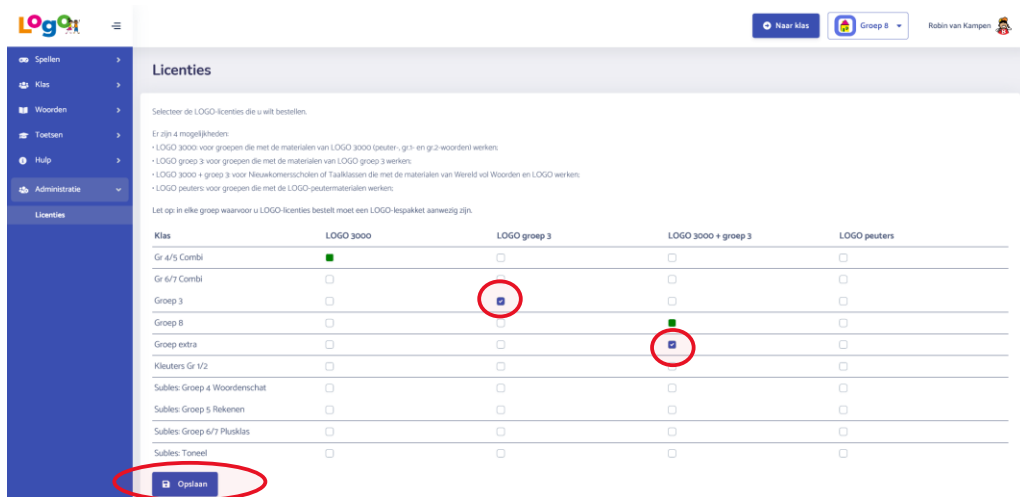 Logo
Naar klas
Groep 8
Robin van Kampen
Spellen
Klas
Woorden
Toetsen
Hulp
Administratie
Licenties
Licenties
Selecteer de LOGO-licenties die u wilt bestellen.
Er zijn 4 mogelijkheden:
• LOGO 3000: voor groepen die met de materialen van LOGO 3000 (peuter-, gr.1- en gr.2-woorden) werken;
• LOGO groep 3: voor groepen die met de materialen van LOGO groep 3 werken;
• LOGO 3000 + groep 3: voor Nieuwkomersscholen of Taalklassen die met de materialen van Wereld vol Woorden en LOGO werken;
• LOGO peuters: voor groepen die met de LOGO-peutermaterialen werken;
Let op: in elke groep waarvoor u LOGO-licenties bestelt moet een LOGO-lespakket aanwezig zijn.
Klas LOGO 3000 LOGO groep 3 LOGO 3000 + groep 3 LOGO peuters
Gr 4/5 Combi
Gr 6/7 Combi
Groep 3
Groep 8
Groep extra
Kleuters Gr 1/2
Subles: Groep 4 Woordenschat
Subles: Groep 5 Rekenen
Subles: Groep 6/7 Plusklas
Subles: Toneel
Opslaan